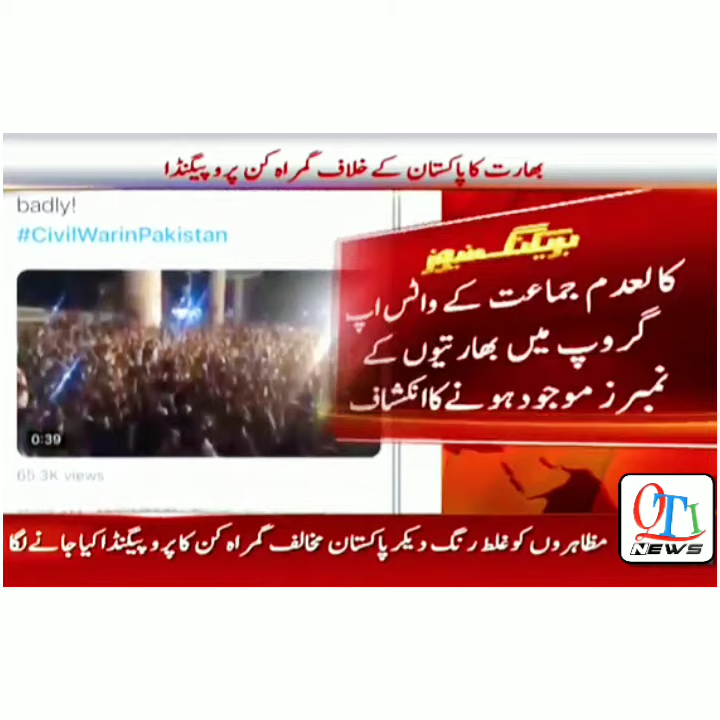 بھارت کا پاکستان کے خلاف گمراہ کن پروپیگنڈا
badly!
#CivilWarinPakistan
0:39
65.3K views
بریکنگ نیوز
کالعدم جماعت کے واٹس اپ
گروپ میں بھارتیوں کے
نمبرز موجود ہونے کا انکشاف
مظاہروں کو غلط رنگ دیکر پاکستان مخالف گمراہ کن کا پروپیگنڈا کیا جانے لگا
QTI
NEWS